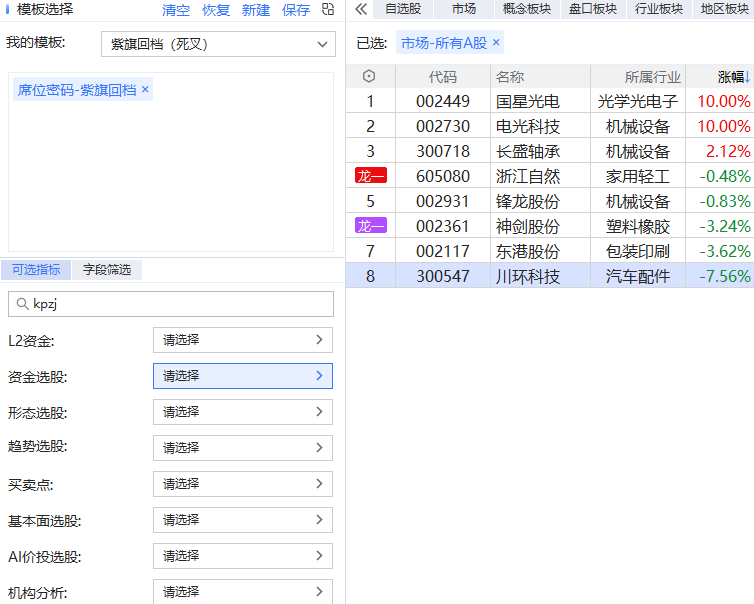 模板选择 清空 恢复 新建 保存
我的模板: 紫旗回档（死叉）
席位密码-紫旗回档 ×
可选指标 字段筛选
kpzj
L2资金: 请选择
资金选股: 请选择
形态选股: 请选择
趋势选股: 请选择
买卖点: 请选择
基本面选股: 请选择
AI价投选股: 请选择
机构分析: 请选择
自选股 市场 概念板块 盘口板块 行业板块 地区板块
已选: 市场-所有A股 ×
代码 名称 所属行业 涨幅↓
1 002449 国星光电 光学光电子 10.00%
2 002730 电光科技 机械设备 10.00%
3 300718 长盛轴承 机械设备 2.12%
龙一 605080 浙江自然 家用轻工 -0.48%
5 002931 锋龙股份 机械设备 -0.83%
龙一 002361 神剑股份 塑料橡胶 -3.24%
7 002117 东港股份 包装印刷 -3.62%
8 300547 川环科技 汽车配件 -7.56%